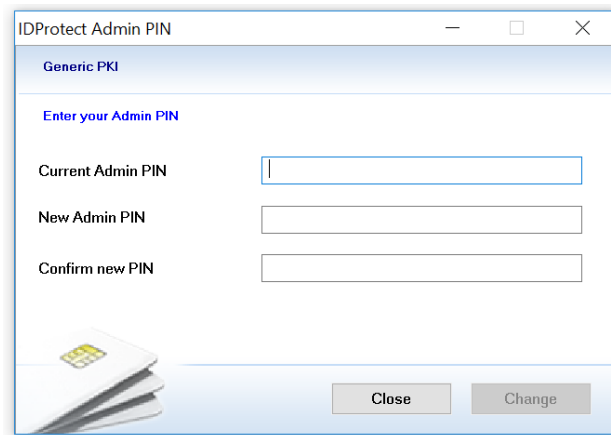 IDProtect Admin PIN
Generic PKI
Enter your Admin PIN
Current Admin PIN
New Admin PIN
Confirm new PIN
Close Change